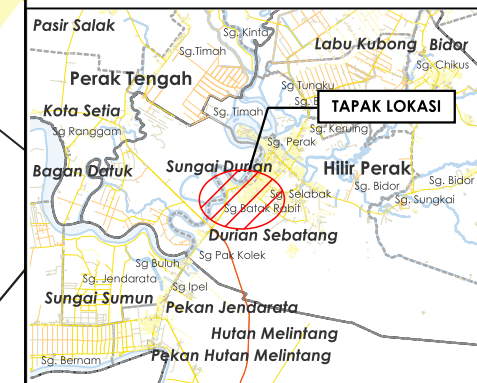 Pasir Salak
Sg. Kinta
Sg.Timah
Labu Kubong
Bidor
Sg. Chikus
Perak Tengah
Sg Tungku
Sg.
TAPAK LOKASI
Kota Setia
Sg. Timah
Sg Ranggam
Sg. Keruing
Sg. Perak
Bagan Datuk
Sungai Durian
Hilir Perak
Sg. Bidor
Sg. Bidor
Sg. Selabak
Sg. Sungkai
Sg Batak Rabit
Durian Sebatang
Sg Pak Kolek
Sg Buluh
Sg. Jendarata
Sg Ipel
Sungai Sumun
Pekan Jendarata
Hutan Melintang
Sg. Bernam
Pekan Hutan Melintang